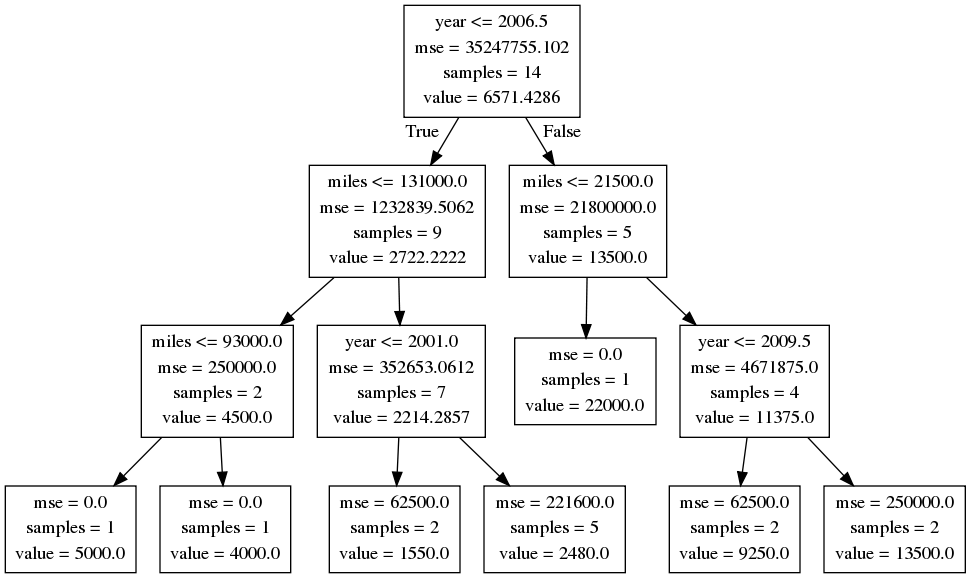 year <= 2006.5
mse = 35247755.102
samples = 14
value = 6571.4286
True
False
miles <= 131000.0
mse = 1232839.5062
samples = 9
value = 2722.2222
miles <= 21500.0
mse = 21800000.0
samples = 5
value = 13500.0
miles <= 93000.0
mse = 250000.0
samples = 2
value = 4500.0
year <= 2001.0
mse = 352653.0612
samples = 7
value = 2214.2857
mse = 0.0
samples = 1
value = 22000.0
year <= 2009.5
mse = 4671875.0
samples = 4
value = 11375.0
mse = 0.0
samples = 1
value = 5000.0
mse = 0.0
samples = 1
value = 4000.0
mse = 62500.0
samples = 2
value = 1550.0
mse = 221600.0
samples = 5
value = 2480.0
mse = 62500.0
samples = 2
value = 9250.0
mse = 250000.0
samples = 2
value = 13500.0